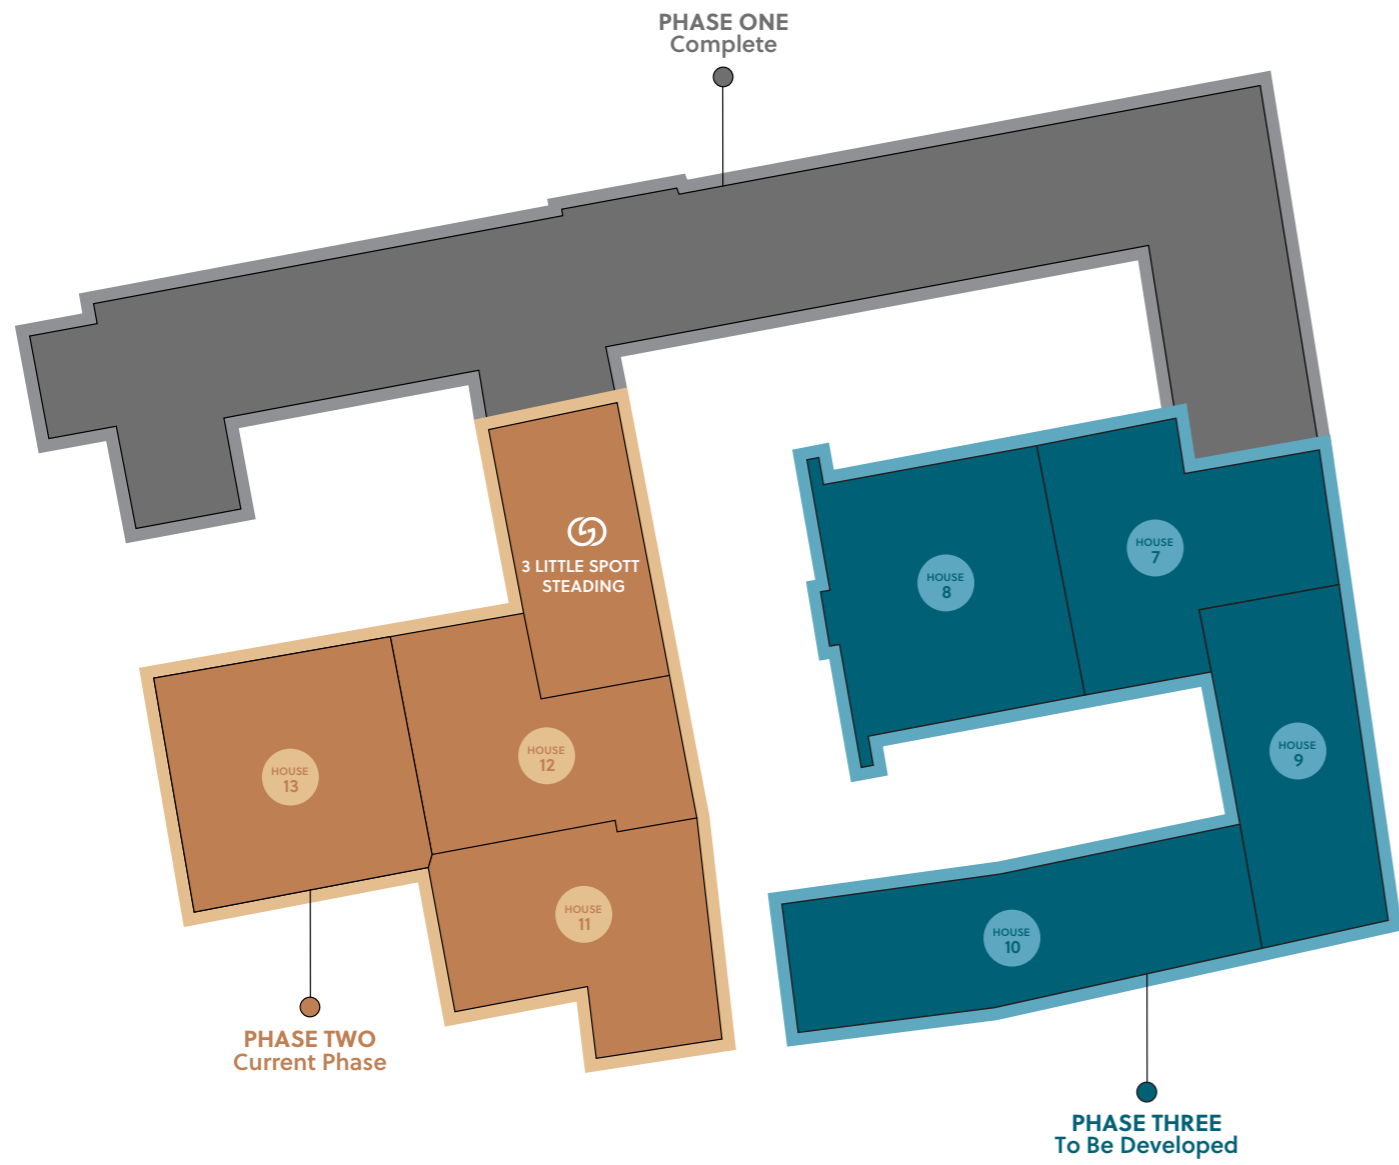 PHASE ONE
Complete
3 LITTLE SPOTT
STEADING
HOUSE
7
HOUSE
8
HOUSE
9
HOUSE
12
HOUSE
13
HOUSE
11
HOUSE
10
PHASE TWO
Current Phase
PHASE THREE
To Be Developed